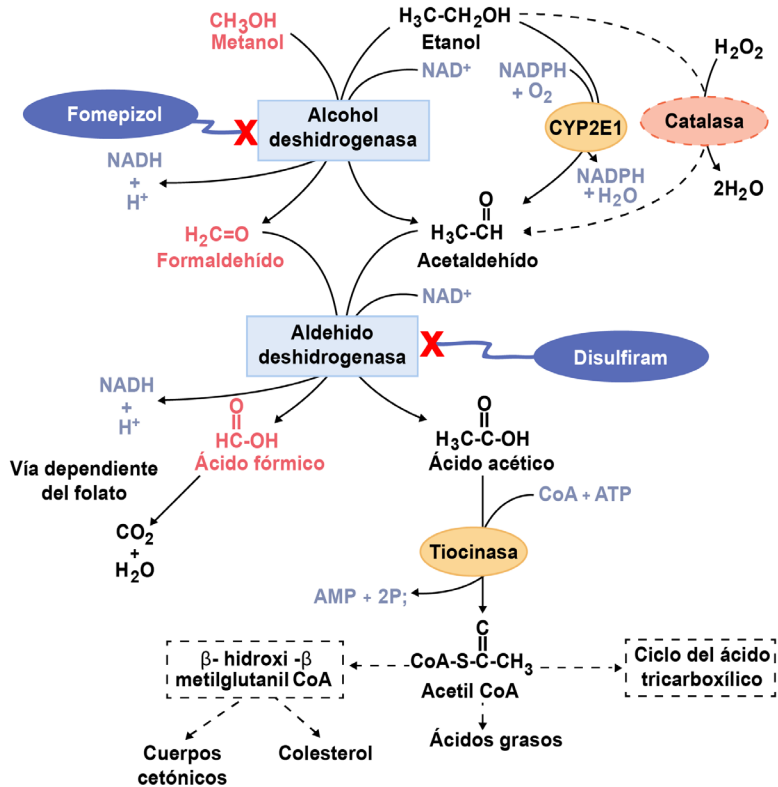 CH₃OH
Metanol
H₃C-CH₂OH
Etanol
H₂O₂
NAD⁺
NADPH
+ O₂
Fomepizol
X
Alcohol
deshidrogenasa
CYP2E1
Catalasa
NADH
+
H⁺
NADPH
+H₂O
2H₂O
H₂C=O
Formaldehído
O
H₃C-CH
Acetaldehído
NAD⁺
Aldehido
deshidrogenasa
X
Disulfiram
NADH
+
H⁺
O
HC-OH
Ácido fórmico
O
H₃C-C-OH
Ácido acético
Vía dependiente
del folato
CoA + ATP
CO₂
+
H₂O
Tiocinasa
AMP + 2P;
C
CoA-S-C-CH₃
Acetil CoA
β- hidroxi -β
metilglutanil CoA
Ciclo del ácido
tricarboxílico
Cuerpos
cetónicos
Colesterol
Ácidos grasos